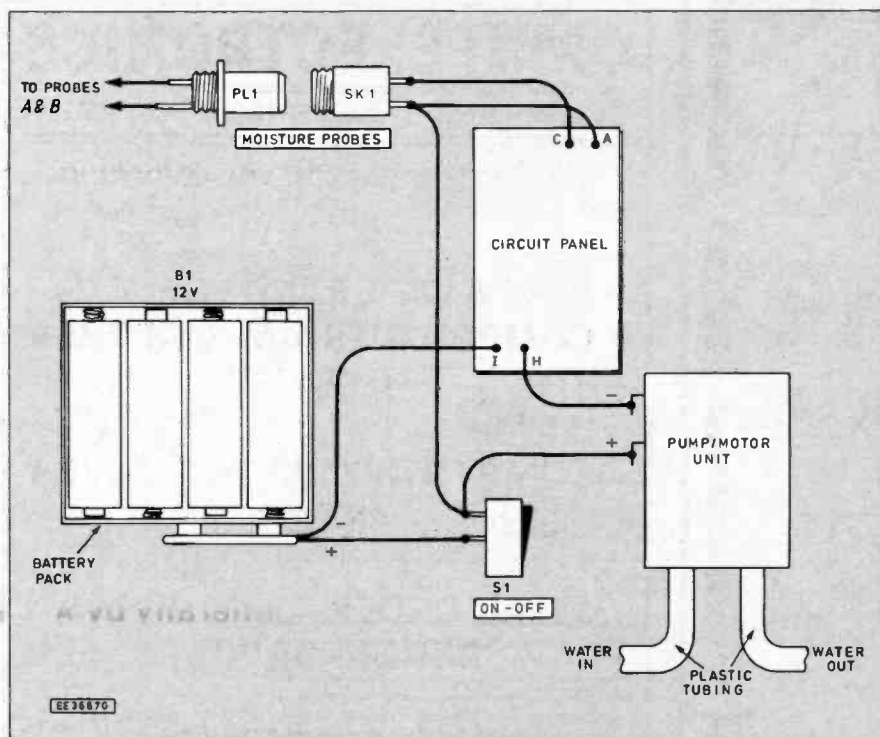 TO PROBES
A & B
PL1
SK1
MOISTURE PROBES
C
A
CIRCUIT PANEL
B1
12V
I
H
-
+
PUMP/MOTOR
UNIT
-
+
BATTERY
PACK
S1
ON-OFF
WATER
IN
PLASTIC
TUBING
WATER
OUT
EE3687G